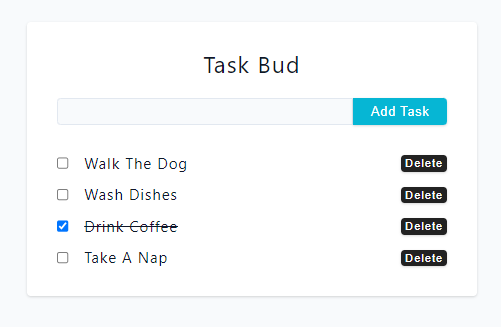 Task Bud
Add Task
Walk The Dog Delete
Wash Dishes Delete
Drink Coffee Delete
Take A Nap Delete